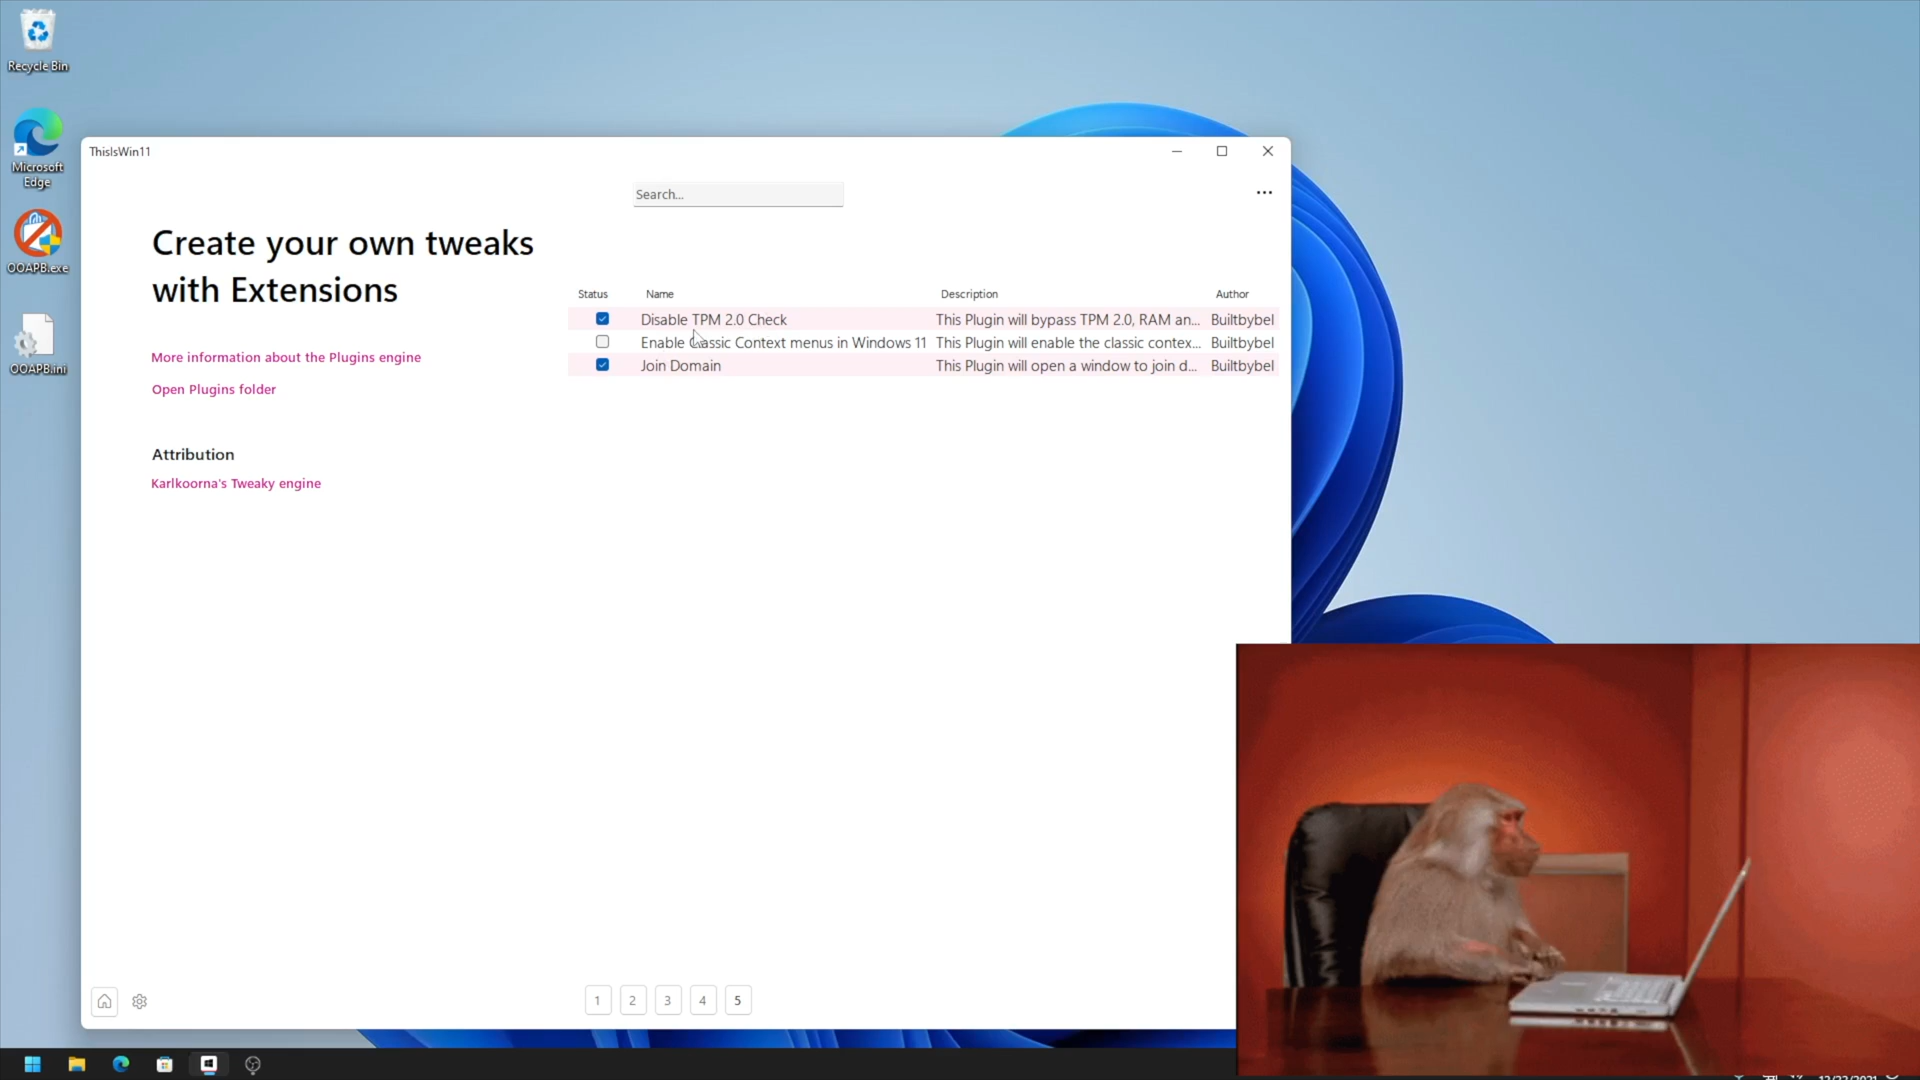 Recycle Bin
Microsoft
Edge
OOAPB.exe
OOAPB.ini
ThisIsWin11
Search...
Create your own tweaks
with Extensions
More information about the Plugins engine
Open Plugins folder
Attribution
Karlkoorna's Tweaky engine
Status Name Description Author
Disable TPM 2.0 Check This Plugin will bypass TPM 2.0, RAM an... Builtbybel
Enable Classic Context menus in Windows 11 This Plugin will enable the classic contex... Builtbybel
Join Domain This Plugin will open a window to join d... Builtbybel
1 2 3 4 5